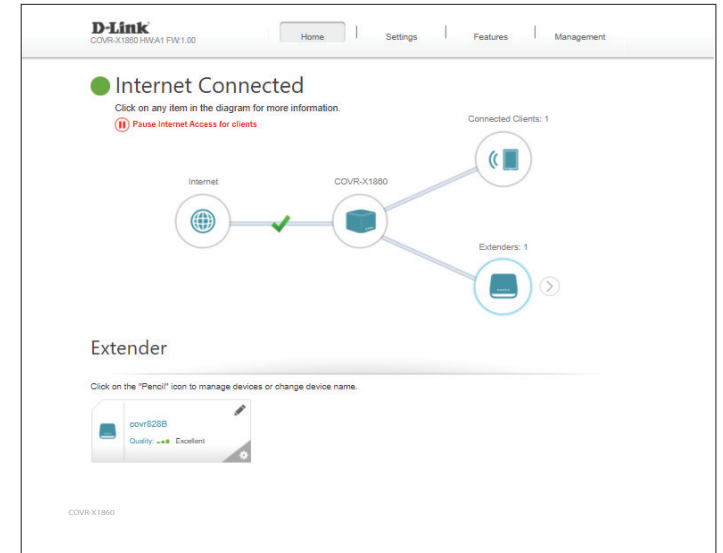 D-Link
COVR-X1860 HW:A1 FW:1.00
Home | Settings | Features | Management
Internet Connected
Click on any item in the diagram for more information.
Pause Internet Access for clients
Connected Clients: 1
Internet
COVR-X1860
Extenders: 1
Extender
Click on the "Pencil" icon to manage devices or change device name.
covr828B
Quality: Excellent
COVR-X1860